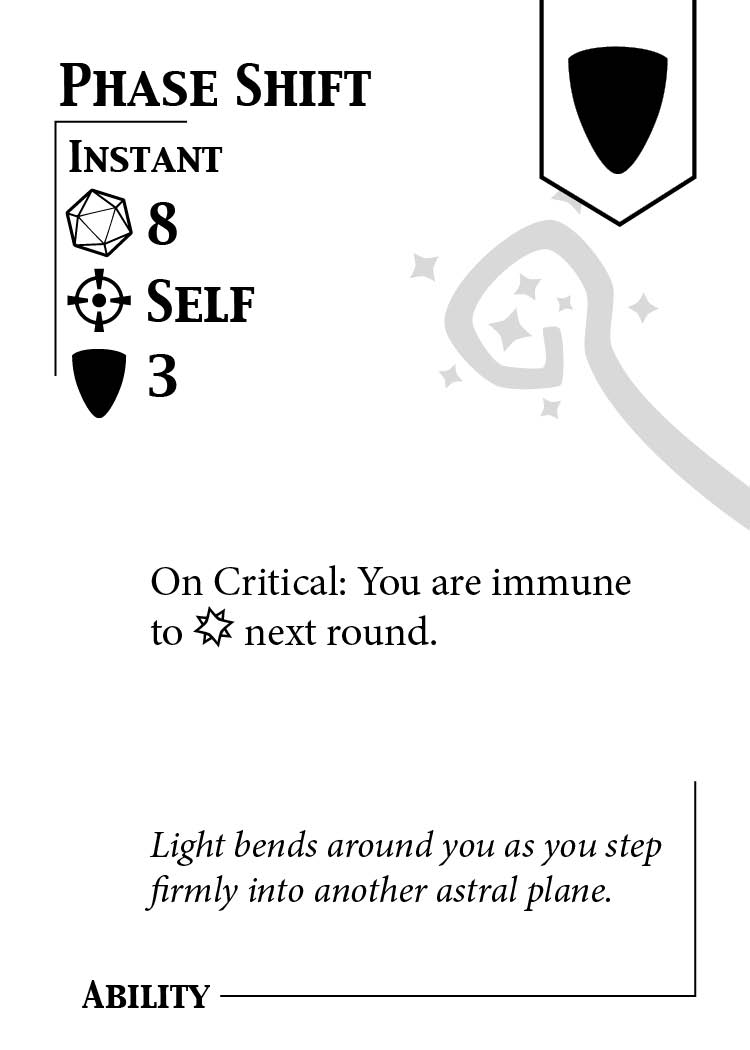 Phase Shift
Instant
8
Self
3
On Critical: You are immune
to next round.
Light bends around you as you step
firmly into another astral plane.
Ability